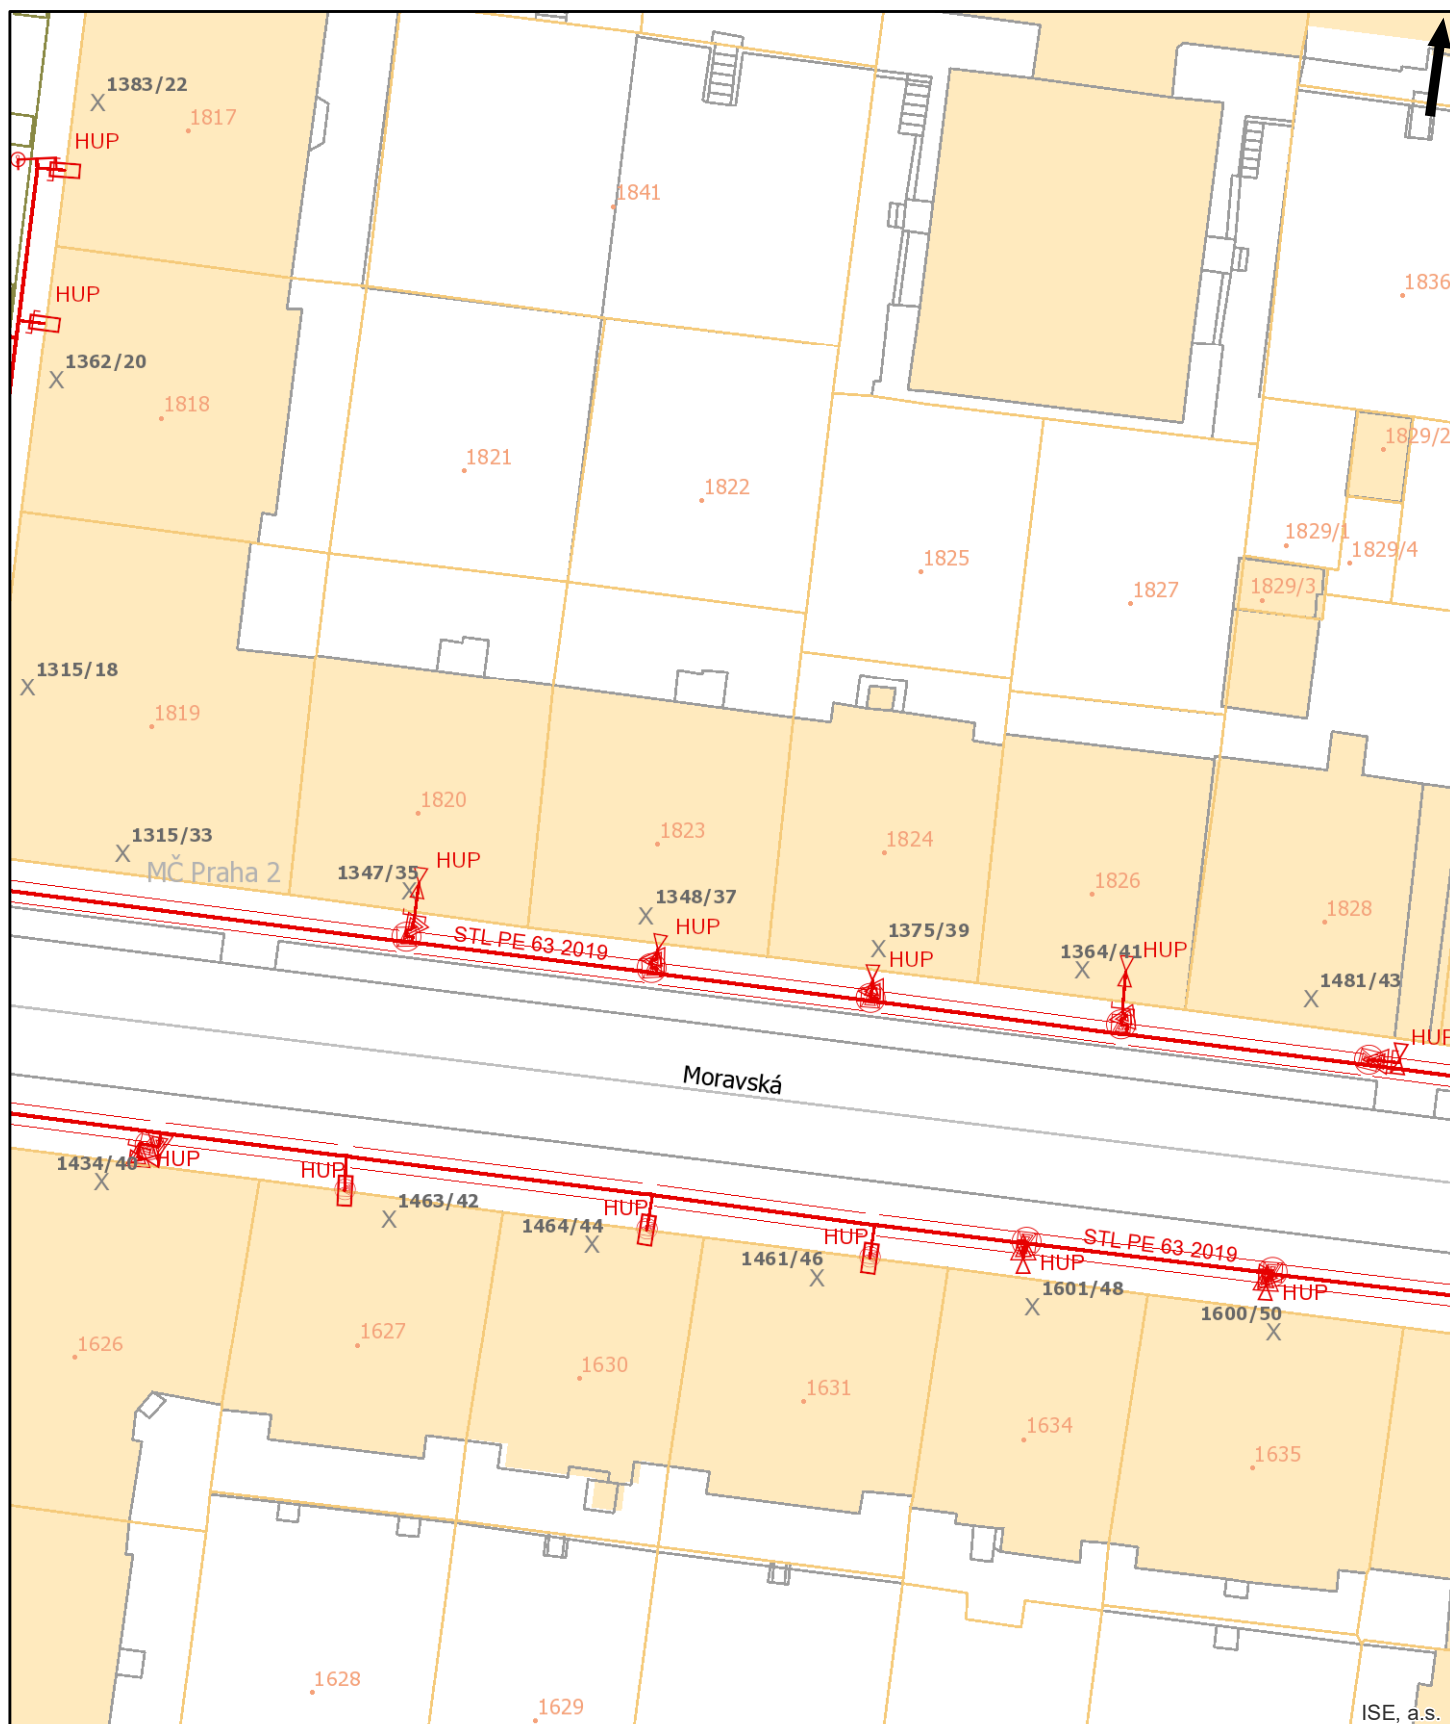 1383/22
1817
HUP
1841
1836
HUP
1362/20
1818
1829/2
1821
1822
1829/1
1829/4
1825
1829/3
1827
1315/18
1819
1820
1823
1315/33
1824
MČ Praha 2
HUP
1347/35
1826
1348/37
1828
HUP
STL PE 63 2019
1375/39
HUP
1364/41
HUP
1481/43
HUP
Moravská
1434/40
HUP
HUP
1463/42
HUP
1464/44
HUP
1461/46
STL PE 63 2019
HUP
1601/48
HUP
1600/50
1626
1627
1630
1631
1634
1635
1628
1629
ISE, a.s.